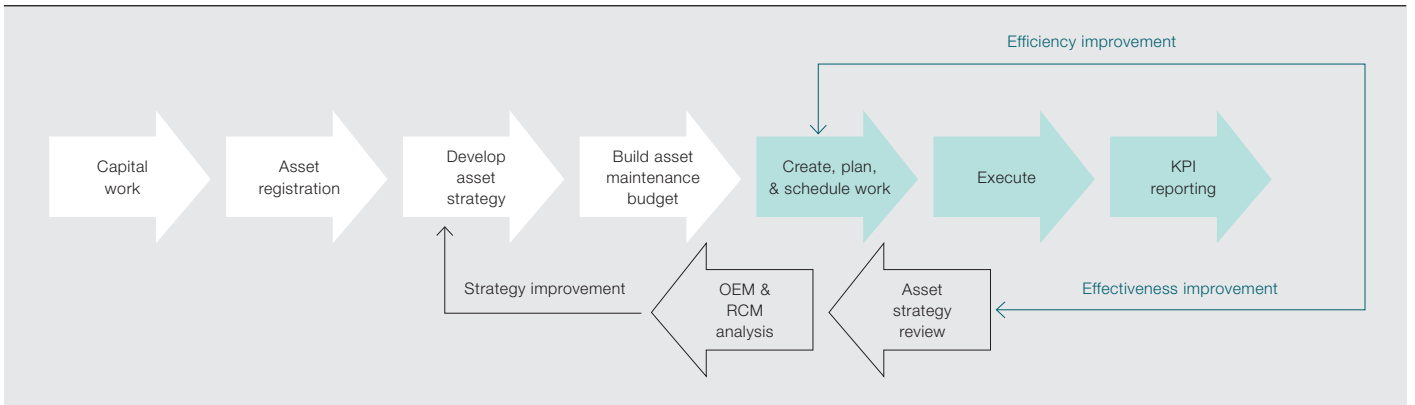 Efficiency improvement
Capital
work
Asset
registration
Develop
asset
strategy
Build asset
maintenance
budget
Create, plan,
& schedule work
Execute
KPI
reporting
Strategy improvement
OEM &
RCM
analysis
Asset
strategy
review
Effectiveness improvement